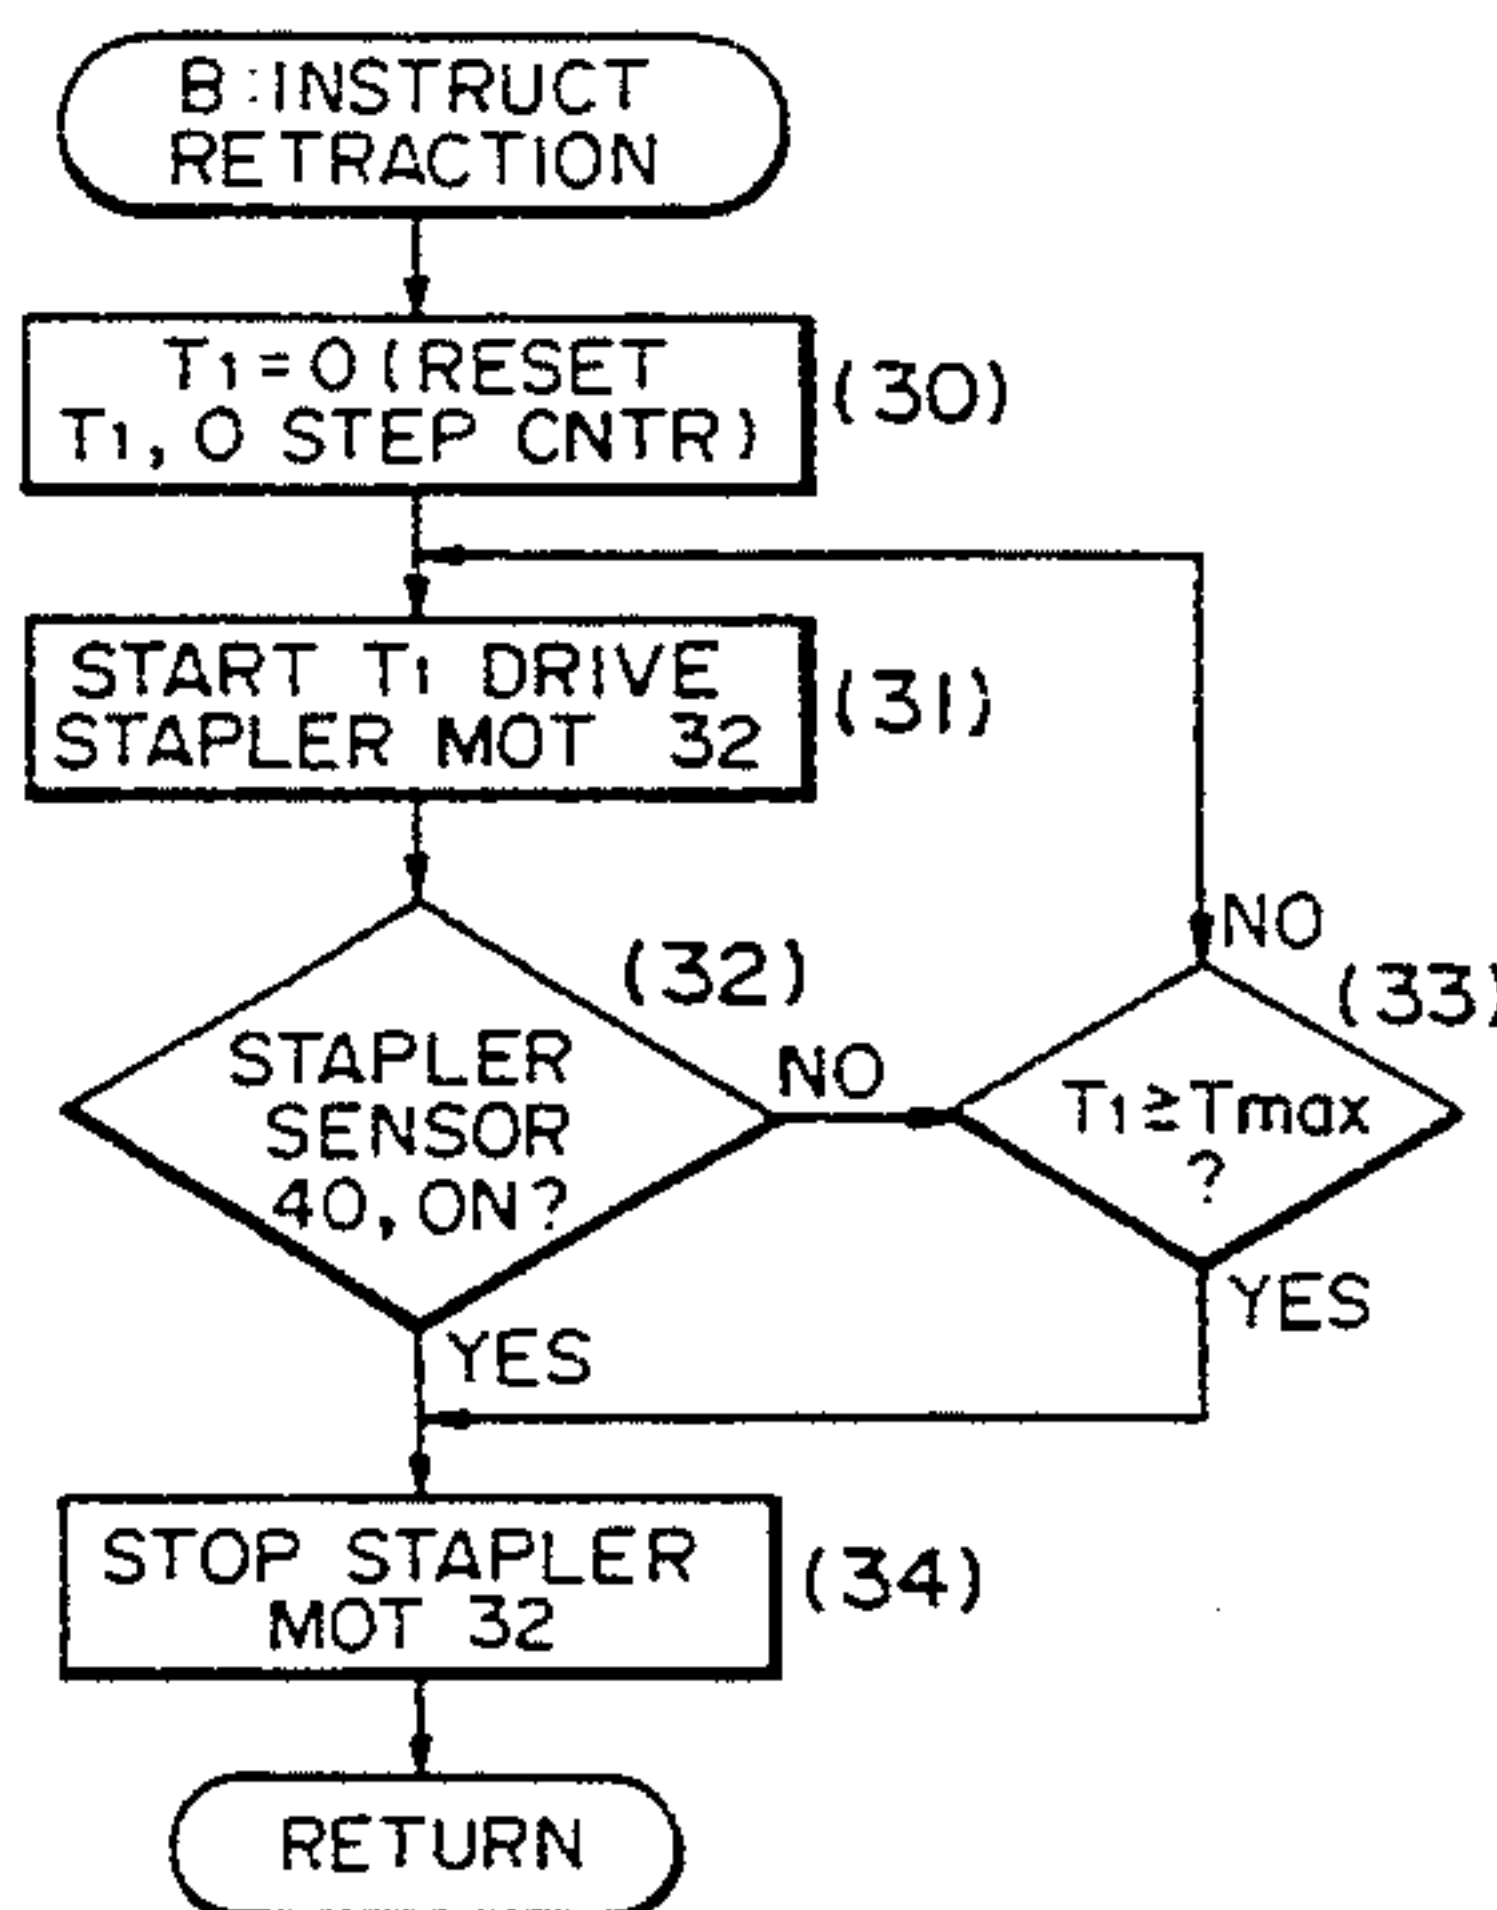 B:INSTRUCT
RETRACTION
T1=0(RESET
T1,0 STEP CNTR)
(30)
START T1 DRIVE
STAPLER MOT 32
(31)
STAPLER
SENSOR
40,ON?
(32)
NO
YES
NO
(33)
T1≧Tmax
?
YES
STOP STAPLER
MOT 32
(34)
RETURN